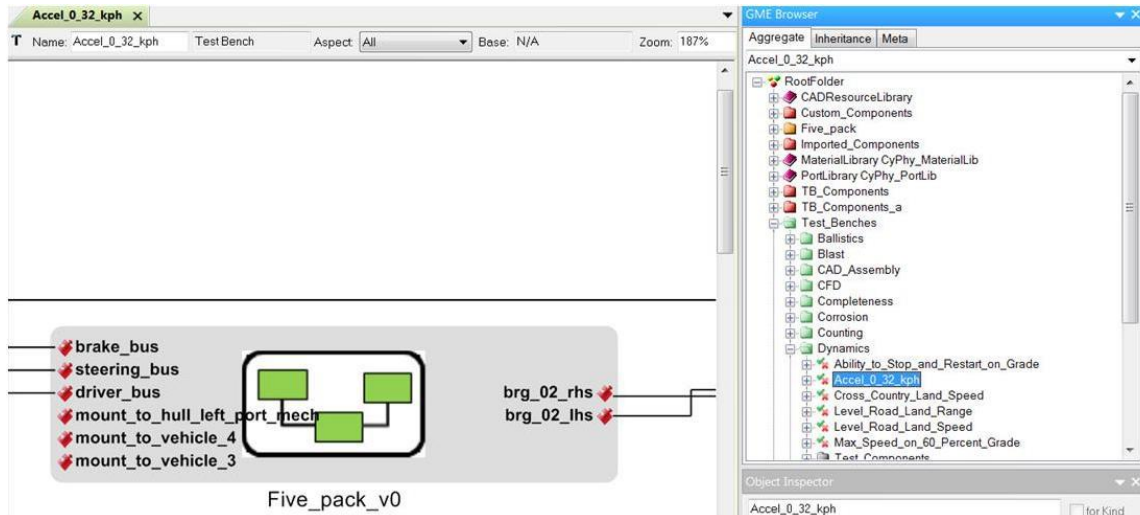 Accel_0_32_kph X
T Name: Accel_0_32_kph TestBench Aspect: All Base: N/A Zoom: 187%
brake_bus
steering_bus
driver_bus
mount_to_hull_left_port_mech
mount_to_vehicle_4
mount_to_vehicle_3
brg_02_rhs
brg_02_lhs
Five_pack_v0
GME Browser
Aggregate Inheritance Meta
Accel_0_32_kph
RootFolder
CADResourceLibrary
Custom_Components
Five_pack
Imported_Components
MaterialLibrary CyPhy_MaterialLib
PortLibrary CyPhy_PortLib
TB_Components
TB_Components_a
Test_Benches
Ballistics
Blast
CAD_Assembly
CFD
Completeness
Corrosion
Counting
Dynamics
Ability_to_Stop_and_Restart_on_Grade
Accel_0_32_kph
Cross_Country_Land_Speed
Level_Road_Land_Range
Level_Road_Land_Speed
Max_Speed_on_60_Percent_Grade
Test_Components
Object Inspector
Accel_0_32_kph for Kind